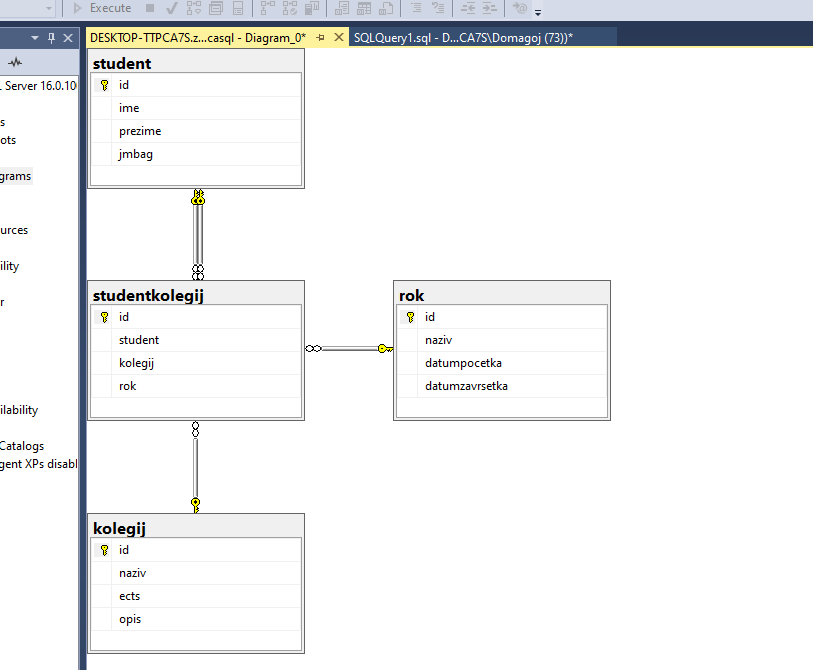 Execute
DESKTOP-TTPCA7S.z...casql - Diagram_0*
SQLQuery1.sql - D...CA7S\Domagoj (73))*
L Server 16.0.10
s
ots
grams
urces
ility
r
ilability
Catalogs
gent XPs disabl
student
id
ime
prezime
jmbag
studentkolegij
id
student
kolegij
rok
rok
id
naziv
datumpocetka
datumzavrsetka
kolegij
id
naziv
ects
opis